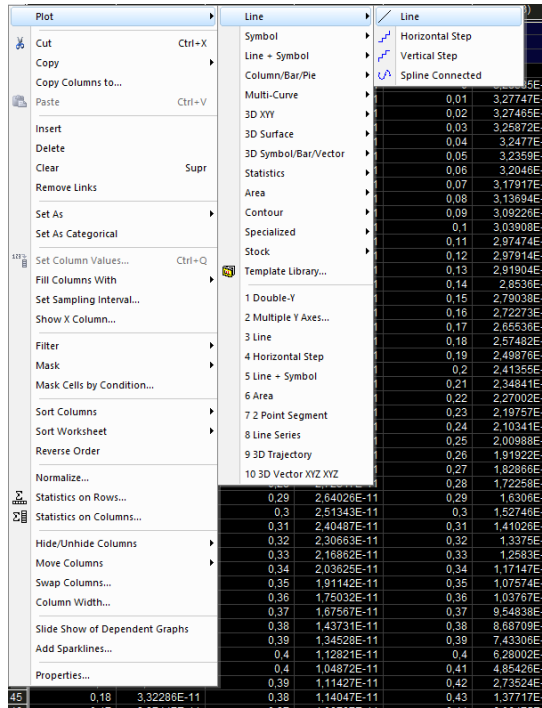 Plot
Cut Ctrl+X
Copy
Copy Columns to...
Paste Ctrl+V
Insert
Delete
Clear Supr
Remove Links
Set As
Set As Categorical
Set Column Values... Ctrl+Q
Fill Columns With
Set Sampling Interval...
Show X Column...
Filter
Mask
Mask Cells by Condition...
Sort Columns
Sort Worksheet
Reverse Order
Normalize...
Statistics on Rows...
Statistics on Columns...
Hide/Unhide Columns
Move Columns
Swap Columns...
Column Width...
Slide Show of Dependent Graphs
Add Sparklines...
Properties...
Line
Symbol
Line + Symbol
Column/Bar/Pie
Multi-Curve
3D XYY
3D Surface
3D Symbol/Bar/Vector
Statistics
Area
Contour
Specialized
Stock
Template Library...
1 Double-Y
2 Multiple Y Axes...
3 Line
4 Horizontal Step
5 Line + Symbol
6 Area
7 2 Point Segment
8 Line Series
9 3D Trajectory
10 3D Vector XYZ XYZ
Line
Horizontal Step
Vertical Step
Spline Connected
0,01 3,27747E-
0,02 3,27465E-
0,03 3,25872E-
0,04 3,2477E-
0,05 3,2359E-
0,06 3,2046E-
0,07 3,17917E-
0,08 3,13694E-
0,09 3,09226E-
0,1 3,03908E-
0,11 2,97474E-
0,12 2,97914E-
0,13 2,91904E-
0,14 2,8536E-
0,15 2,79038E-
0,16 2,72273E-
0,17 2,65536E-
0,18 2,57482E-
0,19 2,49876E-
0,2 2,41355E-
0,21 2,34841E-
0,22 2,27002E-
0,23 2,19757E-
0,24 2,10341E-
0,25 2,00988E-
0,26 1,91922E-
0,27 1,82866E-
0,28 1,72258E-
0,29 2,64026E-11 0,29 1,6306E-
0,3 2,51343E-11 0,3 1,52746E-
0,31 2,40487E-11 0,31 1,41026E-
0,32 2,30663E-11 0,32 1,3375E-
0,33 2,16862E-11 0,33 1,2583E-
0,34 2,03625E-11 0,34 1,17147E-
0,35 1,91142E-11 0,35 1,07574E-
0,36 1,75032E-11 0,36 1,03767E-
0,37 1,67567E-11 0,37 9,54838E-
0,38 1,43731E-11 0,38 8,68709E-
0,39 1,34528E-11 0,39 7,43306E-
0,4 1,12821E-11 0,4 6,28002E-
0,4 1,04872E-11 0,41 4,85426E-
0,39 1,11427E-11 0,42 2,73524E-
45 0,18 3,32286E-11 0,38 1,14047E-11 0,43 1,37717E-